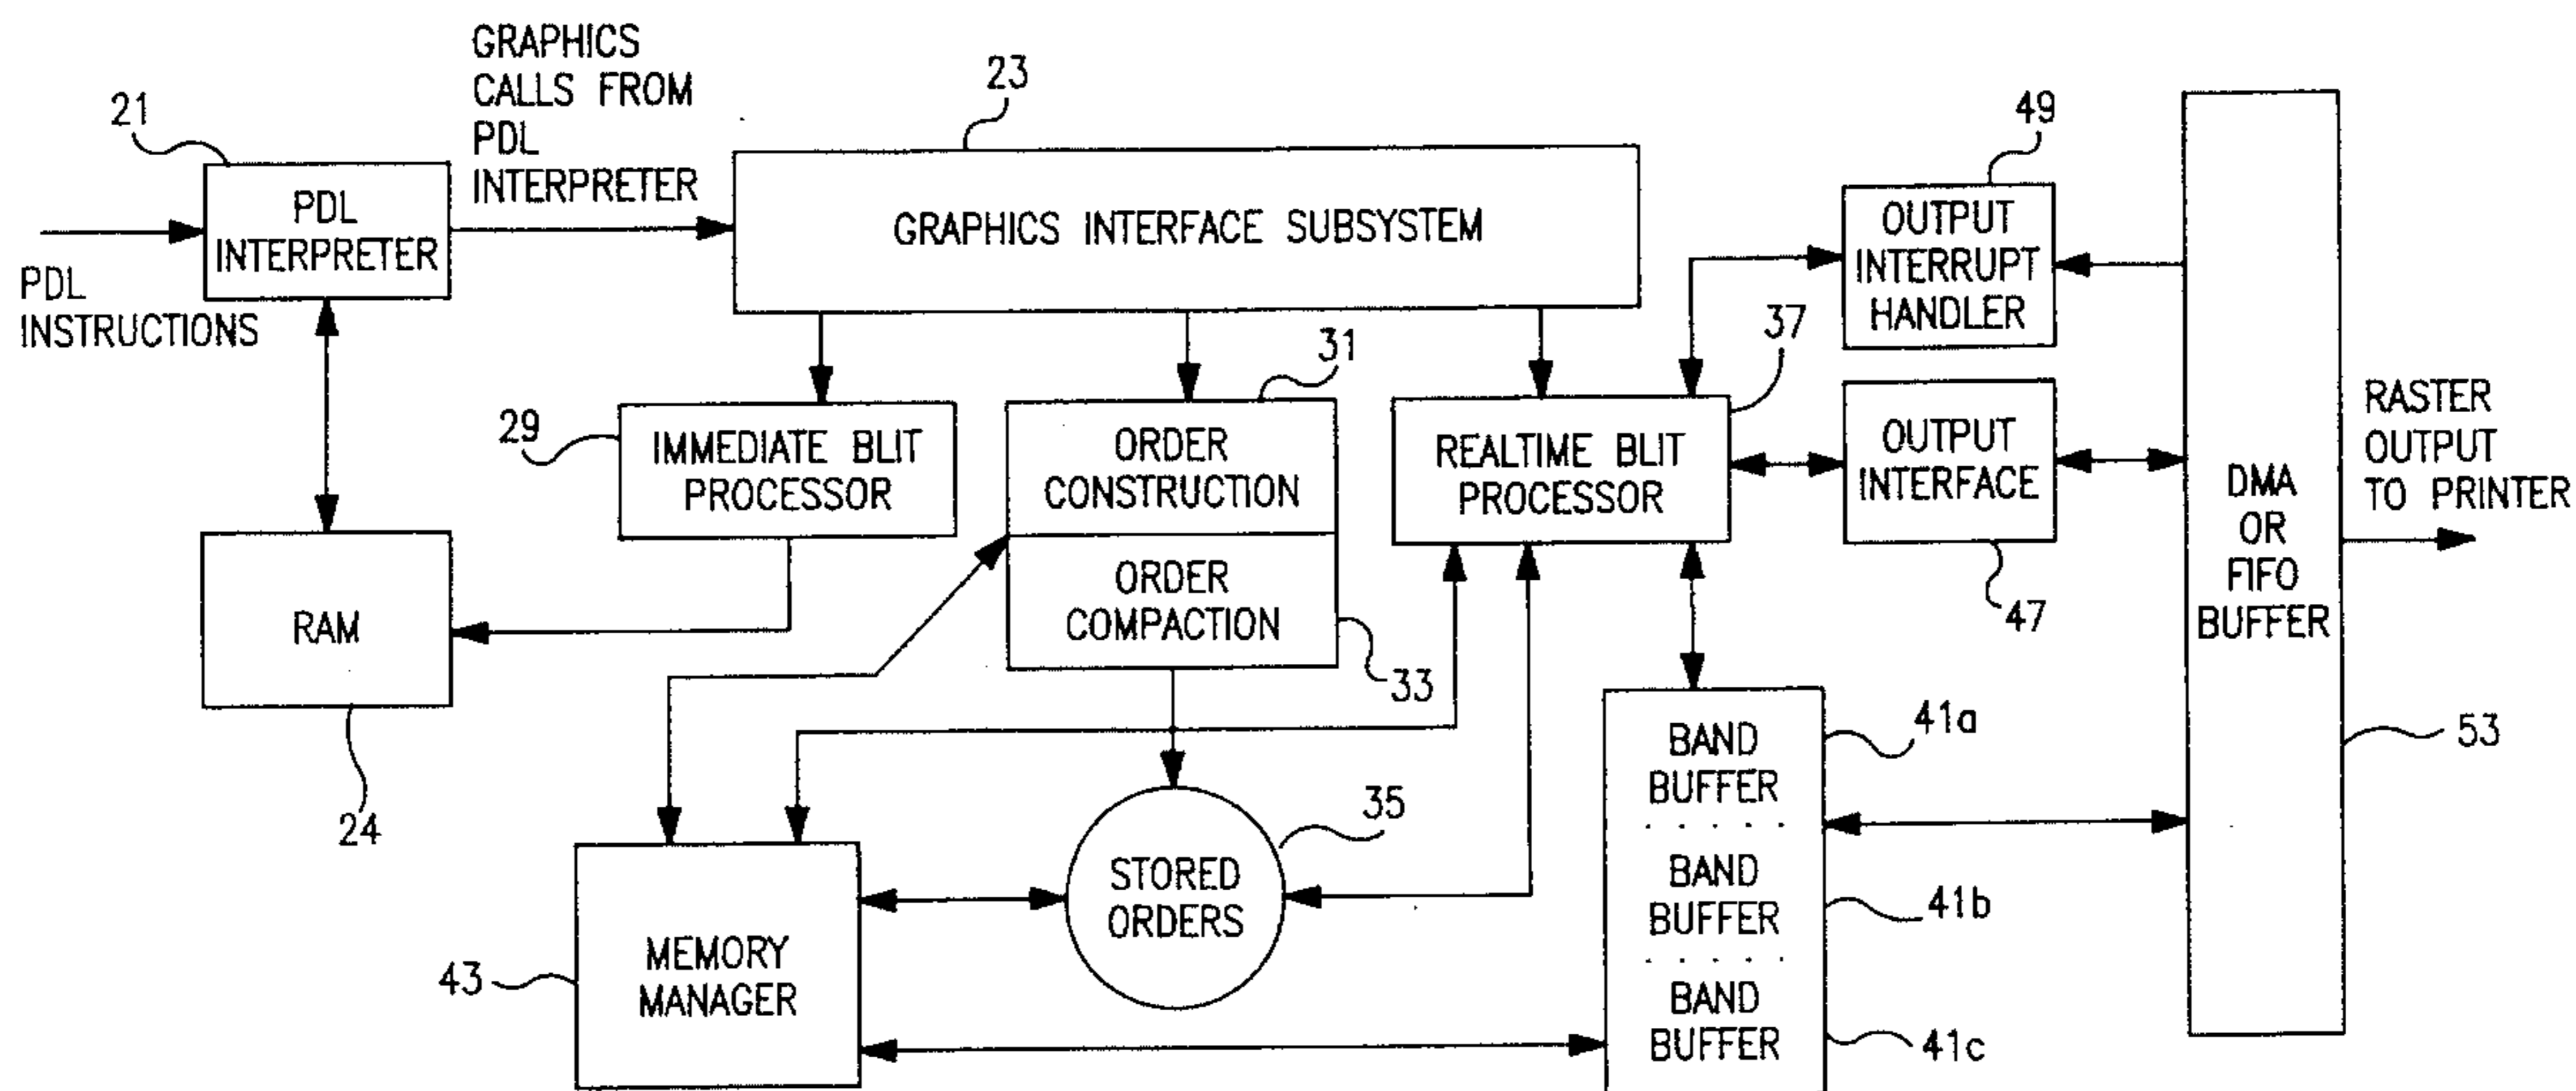 GRAPHICS
CALLS FROM
PDL
INTERPRETER
21
23
49
PDL
INTERPRETER
GRAPHICS INTERFACE SUBSYSTEM
OUTPUT
INTERRUPT
HANDLER
PDL
INSTRUCTIONS
31
37
29
IMMEDIATE BLIT
PROCESSOR
ORDER
CONSTRUCTION
REALTIME BLIT
PROCESSOR
OUTPUT
INTERFACE
RASTER
OUTPUT
TO PRINTER
DMA
OR
FIFO
BUFFER
RAM
ORDER
COMPACTION
47
33
24
41a
53
BAND
BUFFER
35
STORED
ORDERS
BAND
BUFFER
41b
43
MEMORY
MANAGER
BAND
BUFFER
41c